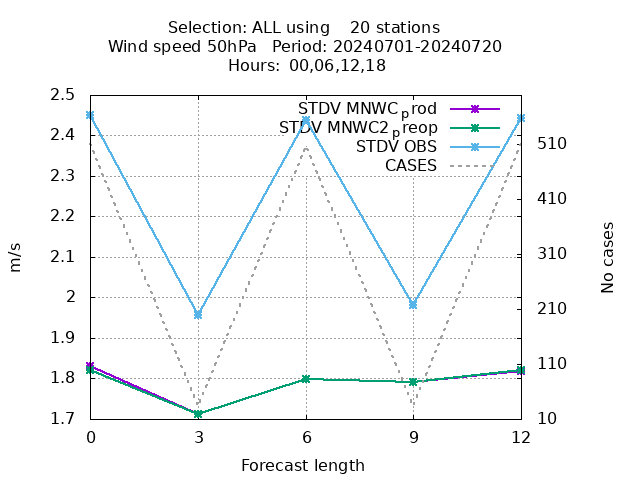 Selection: ALL using    20 stations
Wind speed 50hPa   Period: 20240701-20240720
Hours: 00,06,12,18
STDV MNWCprod
STDV MNWC2preop
STDV OBS
CASES
2.5
2.4
2.3
2.2
2.1
2
1.9
1.8
1.7
m/s
510
410
310
210
110
10
No cases
0 3 6 9 12
Forecast length